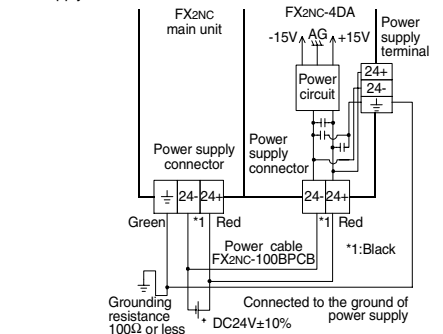 FX2NC
main unit
FX2NC-4DA
-15V AG +15V
Power
supply
terminal
24+
24-
Power
circuit
Power supply
connector
Power
supply
connector
24- 24+
24- 24+
Green *1 Red
*1 Red
*1:Black
Power cable
FX2NC-100BPCB
Grounding
resistance
100Ω or less
Connected to the ground of
power supply
+ DC24V±10%